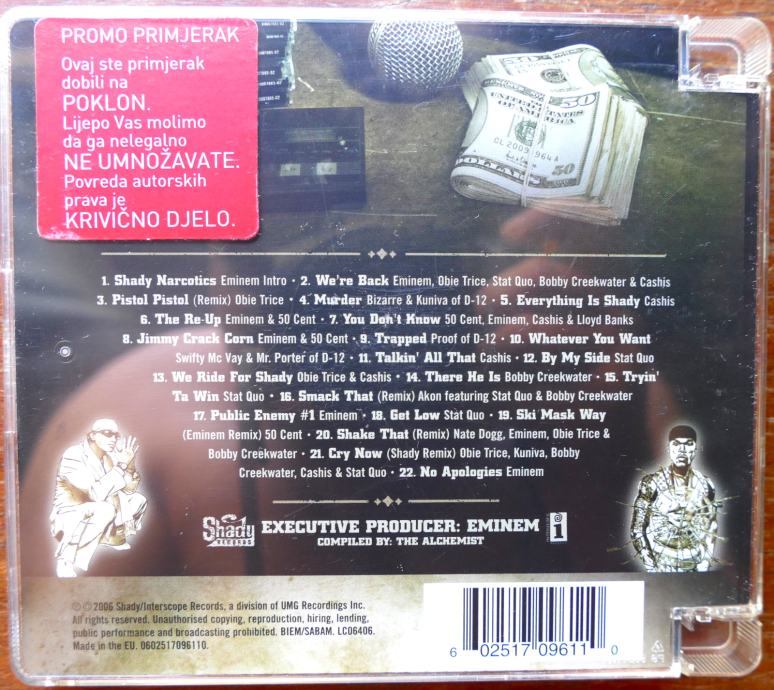 PROMO PRIMJERAK
Ovaj ste primjerak
dobili na
POKLON.
Lijepo Vas molimo
da ga nelegalno
NE UMNOŽAVATE.
Povreda autorskih
prava je
KRIVIČNO DJELO.
50
UNITED STATES
OF AMERICA
CL 2009 964 A
DOLLARS
50
1. Shady Narcotics Eminem Intro · 2. We're Back Eminem, Obie Trice, Stat Quo, Bobby Creekwater & Cashis
3. Pistol Pistol (Remix) Obie Trice · 4. Murder Bizarre & Kuniva of D-12 · 5. Everything Is Shady Cashis
6. The Re-Up Eminem & 50 Cent · 7. You Don't Know 50 Cent, Eminem, Cashis & Lloyd Banks
8. Jimmy Crack Corn Eminem & 50 Cent · 9. Trapped Proof of D-12 · 10. Whatever You Want
Swifty Mc Vay & Mr. Porter of D-12 · 11. Talkin' All That Cashis · 12. By My Side Stat Quo
13. We Ride For Shady Obie Trice & Cashis · 14. There He Is Bobby Creekwater · 15. Tryin'
Ta Win Stat Quo · 16. Smack That (Remix) Akon featuring Stat Quo & Bobby Creekwater
17. Public Enemy #1 Eminem · 18. Get Low Stat Quo · 19. Ski Mask Way
(Eminem Remix) 50 Cent · 20. Shake That (Remix) Nate Dogg, Eminem, Obie Trice &
Bobby Creekwater · 21. Cry Now (Shady Remix) Obie Trice, Kuniva, Bobby
Creekwater, Cashis & Stat Quo · 22. No Apologies Eminem
Shady RECORDS EXECUTIVE PRODUCER: EMINEM i
COMPILED BY: THE ALCHEMIST
℗ © 2006 Shady/Interscope Records, a division of UMG Recordings Inc.
All rights reserved. Unauthorised copying, reproduction, hiring, lending,
public performance and broadcasting prohibited. BIEM/SABAM. LC06406.
Made in the EU. 0602517096110.
6 02517 09611 0